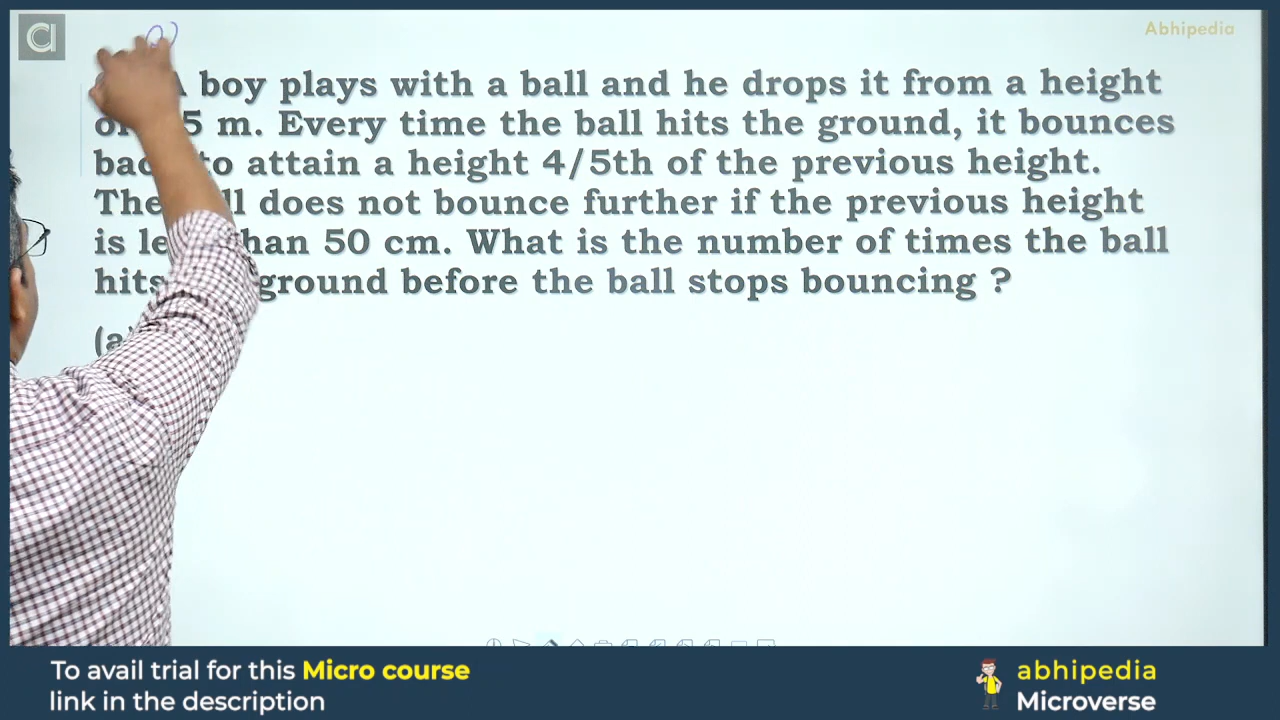 Abhipedia
boy plays with a ball and he drops it from a height
5 m. Every time the ball hits the ground, it bounces
to attain a height 4/5th of the previous height.
The does not bounce further if the previous height
is than 50 cm. What is the number of times the ball
hits ground before the ball stops bouncing ?
(a)
To avail trial for this Micro course
link in the description
abhipedia
Microverse